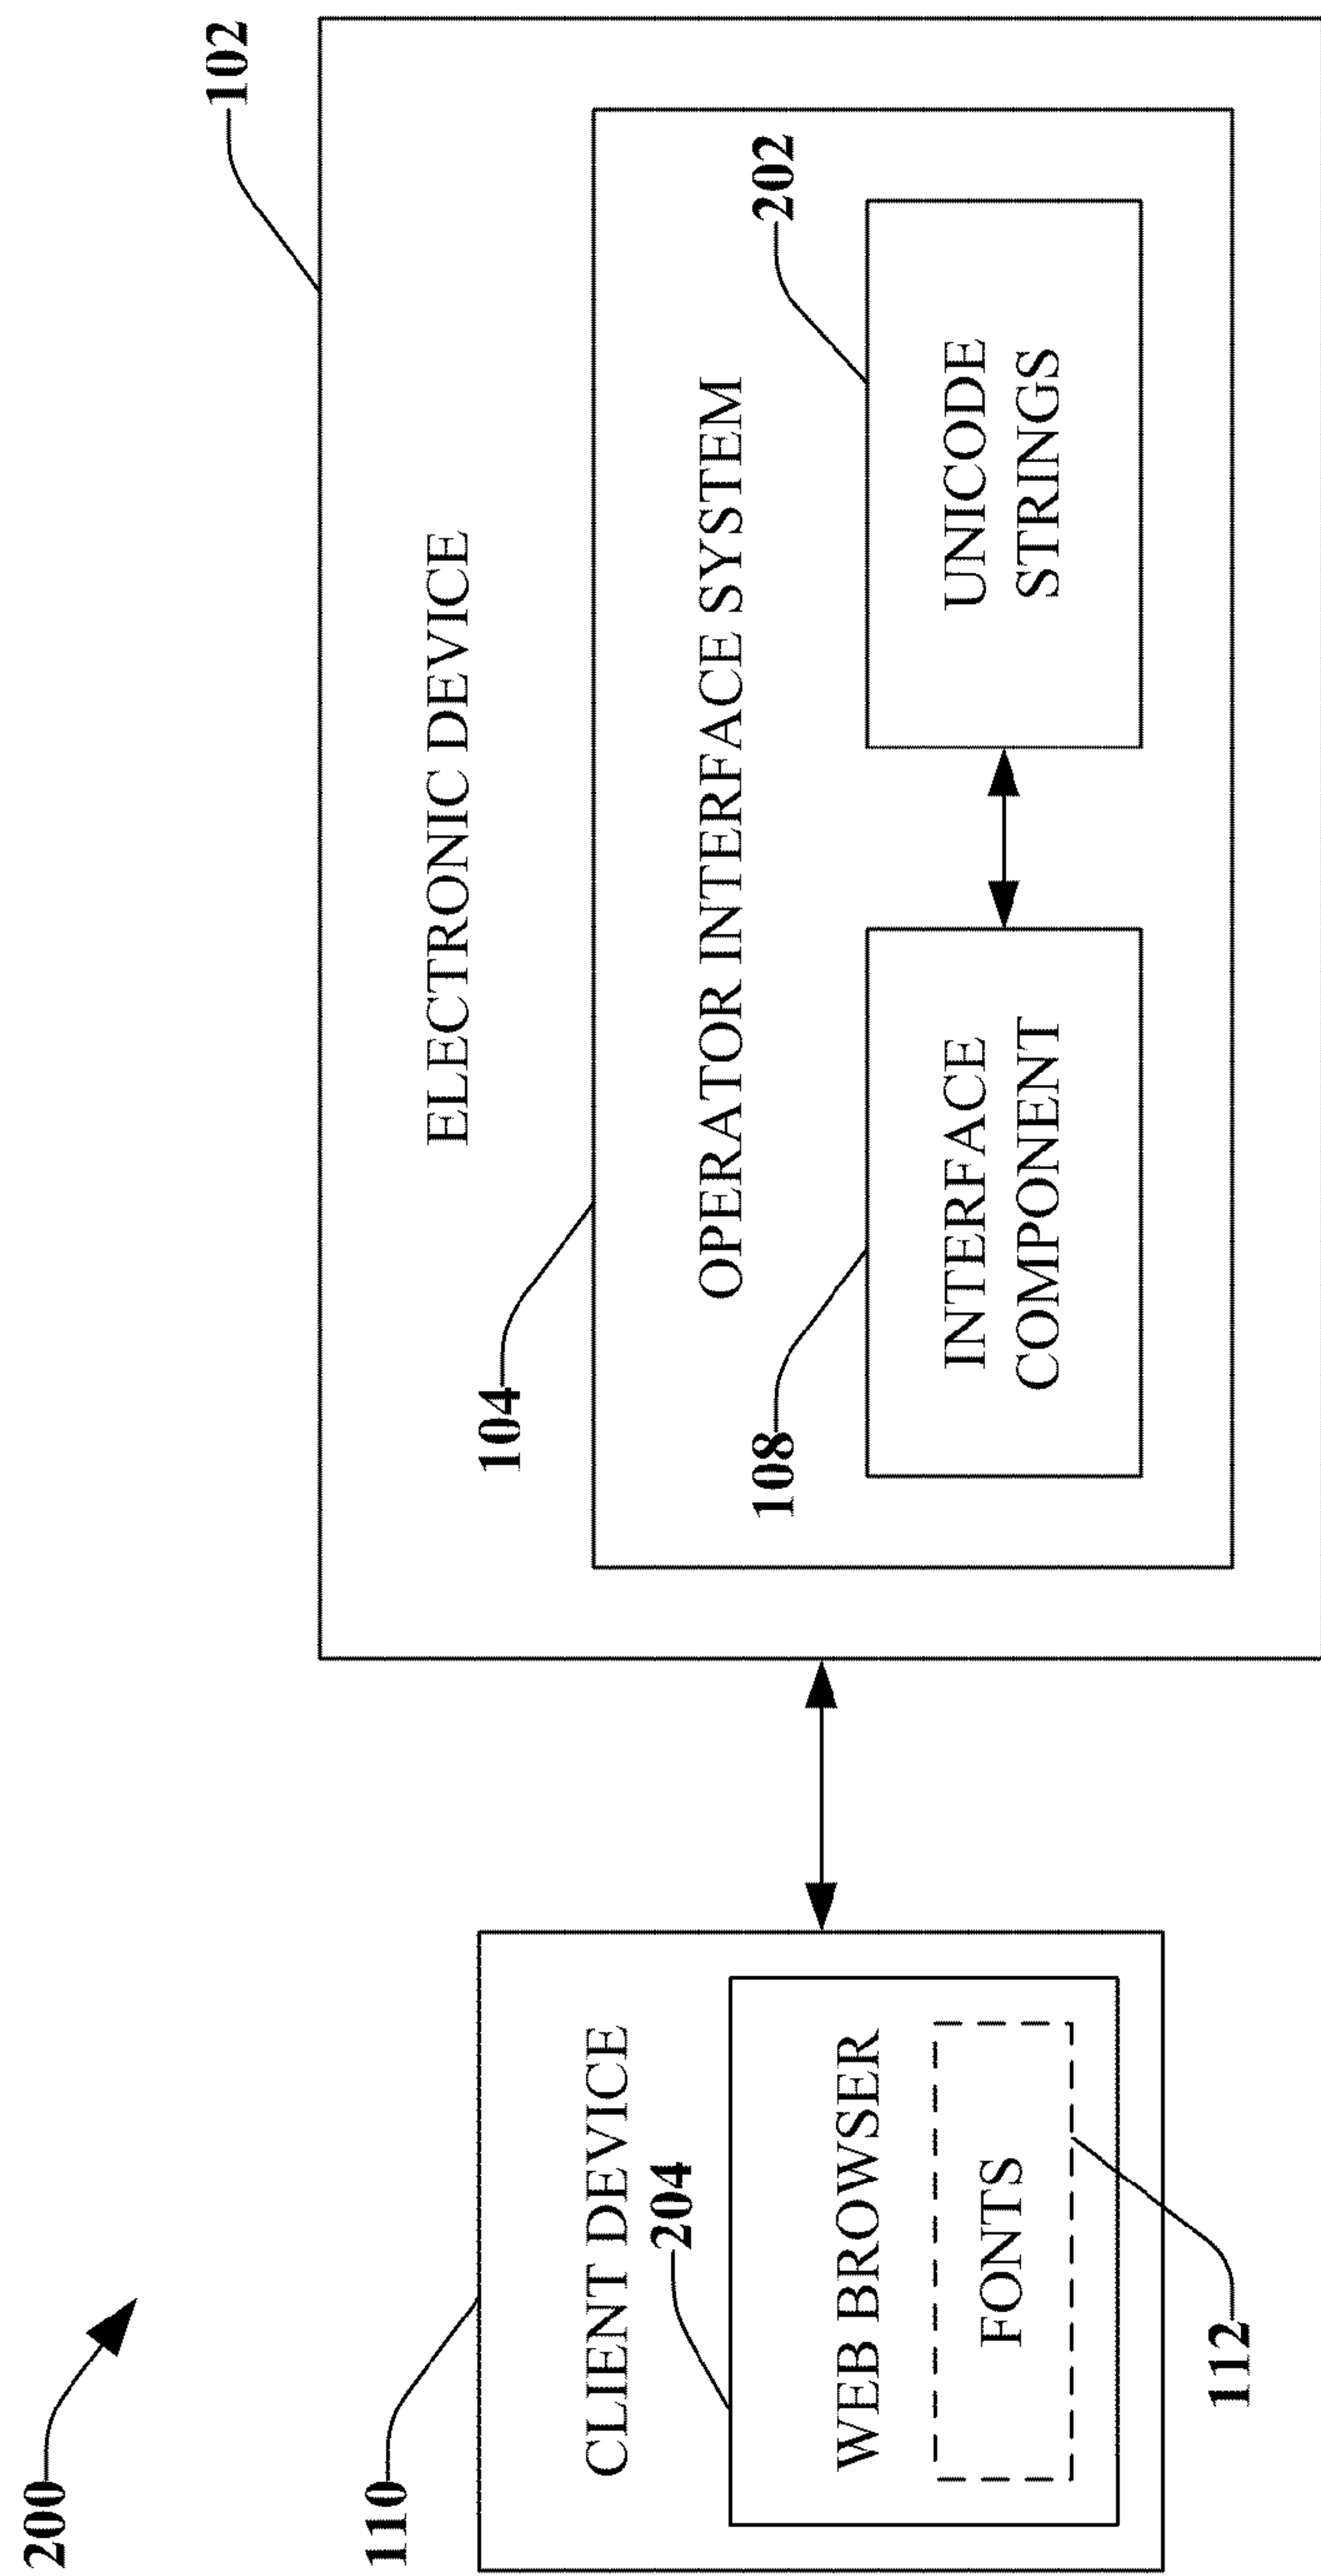 200
110
CLIENT DEVICE
204
WEB BROWSER
FONTS
112
102
ELECTRONIC DEVICE
104
OPERATOR INTERFACE SYSTEM
108
INTERFACE
COMPONENT
202
UNICODE
STRINGS